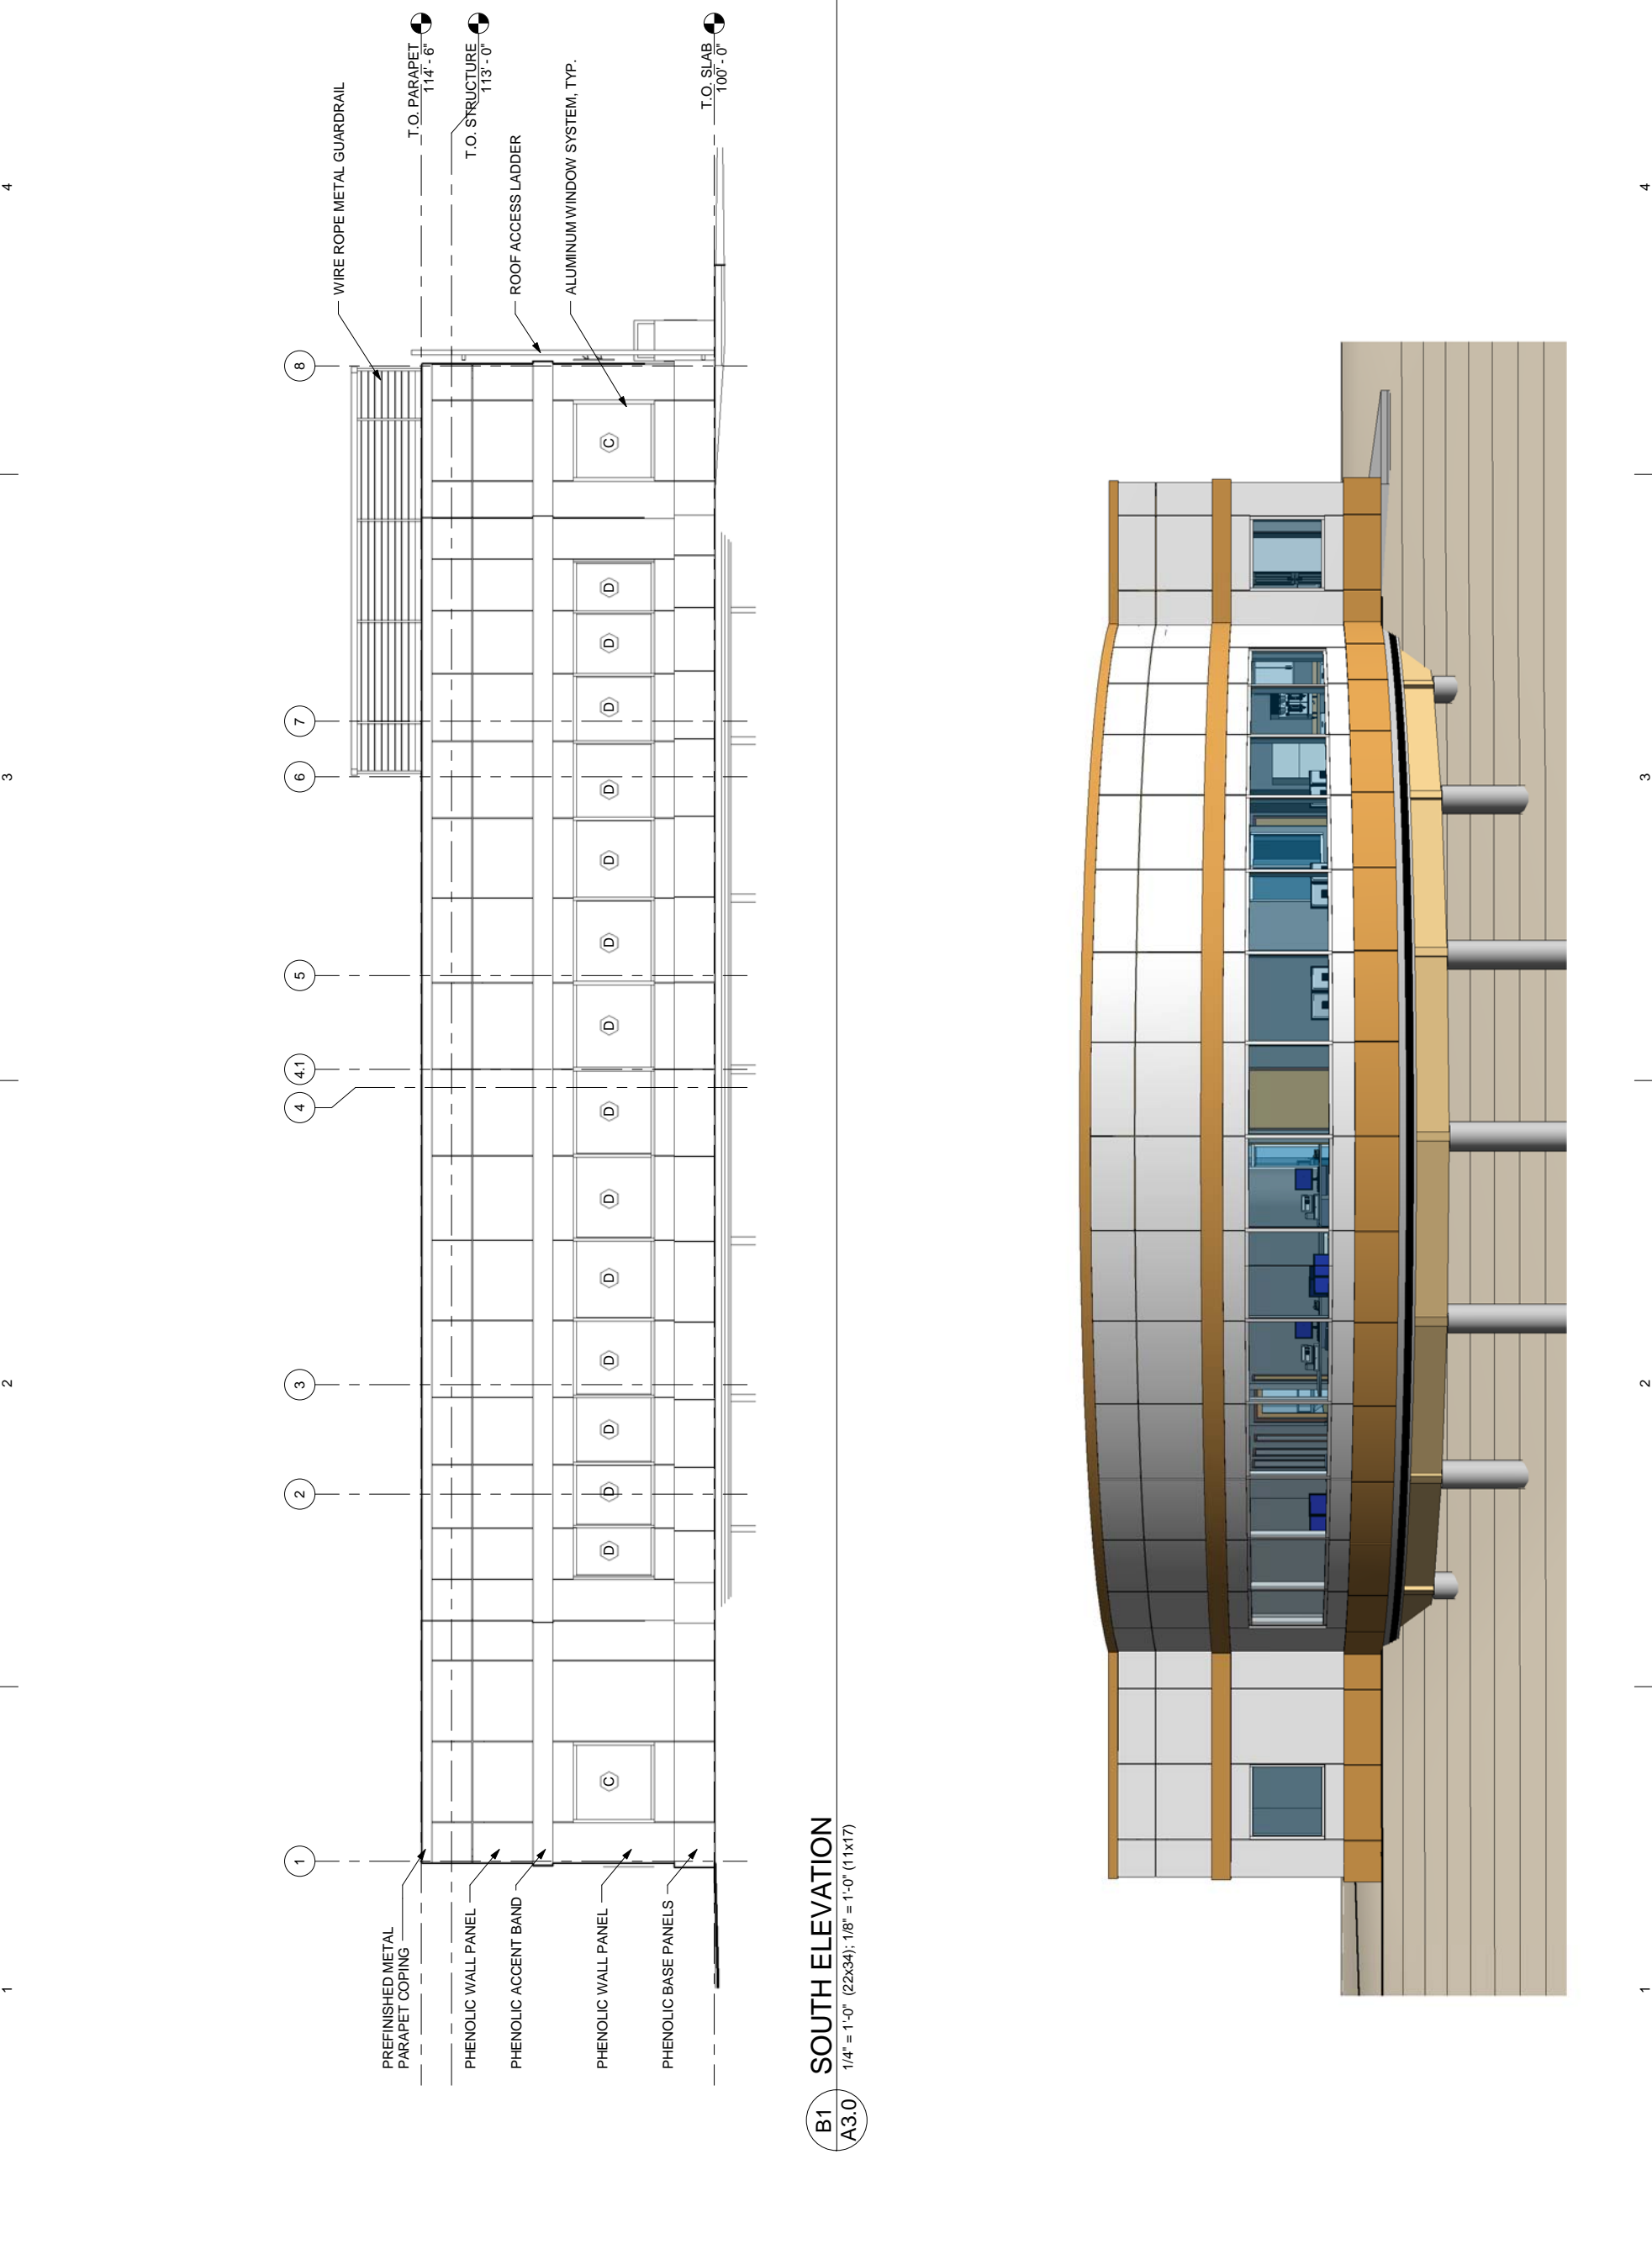 1
2
3
4
1
2
3
4
4.1
5
6
7
8
WIRE ROPE METAL GUARDRAIL
T.O. PARAPET
114' - 6"
T.O. STRUCTURE
113' - 0"
ROOF ACCESS LADDER
ALUMINUM WINDOW SYSTEM, TYP.
T.O. SLAB
100' - 0"
PREFINISHED METAL
PARAPET COPING
PHENOLIC WALL PANEL
PHENOLIC ACCENT BAND
PHENOLIC WALL PANEL
PHENOLIC BASE PANELS
C
D
D
D
D
D
D
D
D
D
D
D
D
D
D
C
B1
A3.0
SOUTH ELEVATION
1/4" = 1'-0" (22x34); 1/8" = 1'-0" (11x17)
1
2
3
4